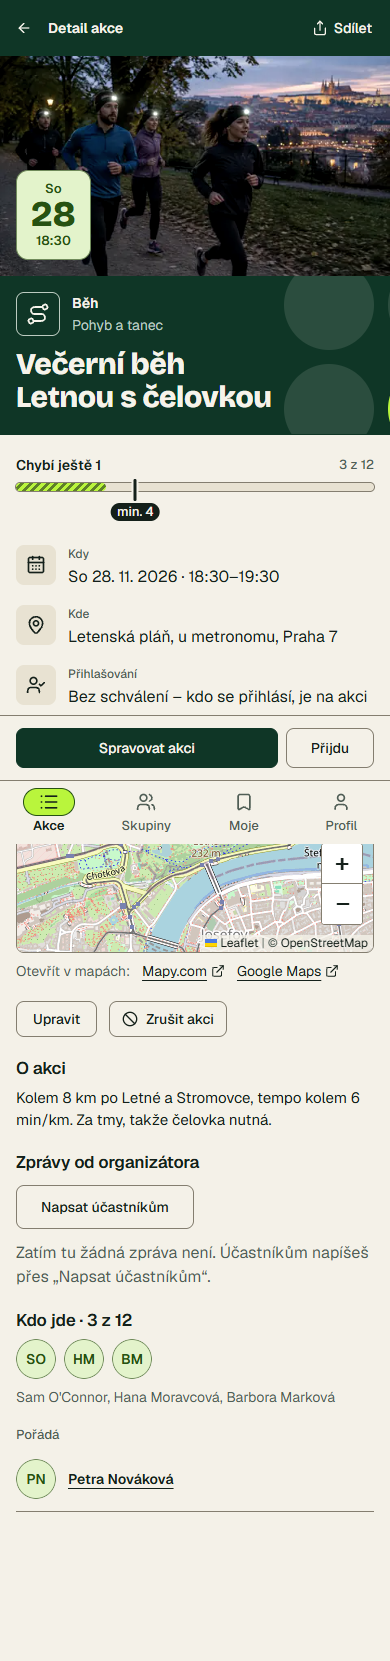 Detail akce
Sdílet
So
28
18:30
Běh
Pohyb a tanec
Večerní běh
Letnou s čelovkou
Chybí ještě 1
3 z 12
min. 4
Kdy
So 28. 11. 2026 · 18:30–19:30
Kde
Letenská pláň, u metronomu, Praha 7
Přihlašování
Bez schválení – kdo se přihlásí, je na akci
Spravovat akci
Přijdu
Akce
Skupiny
Moje
Profil
232 m
Chotkova
+
−
Josefov
Leaflet | © OpenStreetMap
Otevřít v mapách: Mapy.com Google Maps
Upravit
Zrušit akci
O akci
Kolem 8 km po Letné a Stromovce, tempo kolem 6
min/km. Za tmy, takže čelovka nutná.
Zprávy od organizátora
Napsat účastníkům
Zatím tu žádná zpráva není. Účastníkům napíšeš
přes „Napsat účastníkům“.
Kdo jde · 3 z 12
SO
HM
BM
Sam O'Connor, Hana Moravcová, Barbora Marková
Pořádá
PN
Petra Nováková